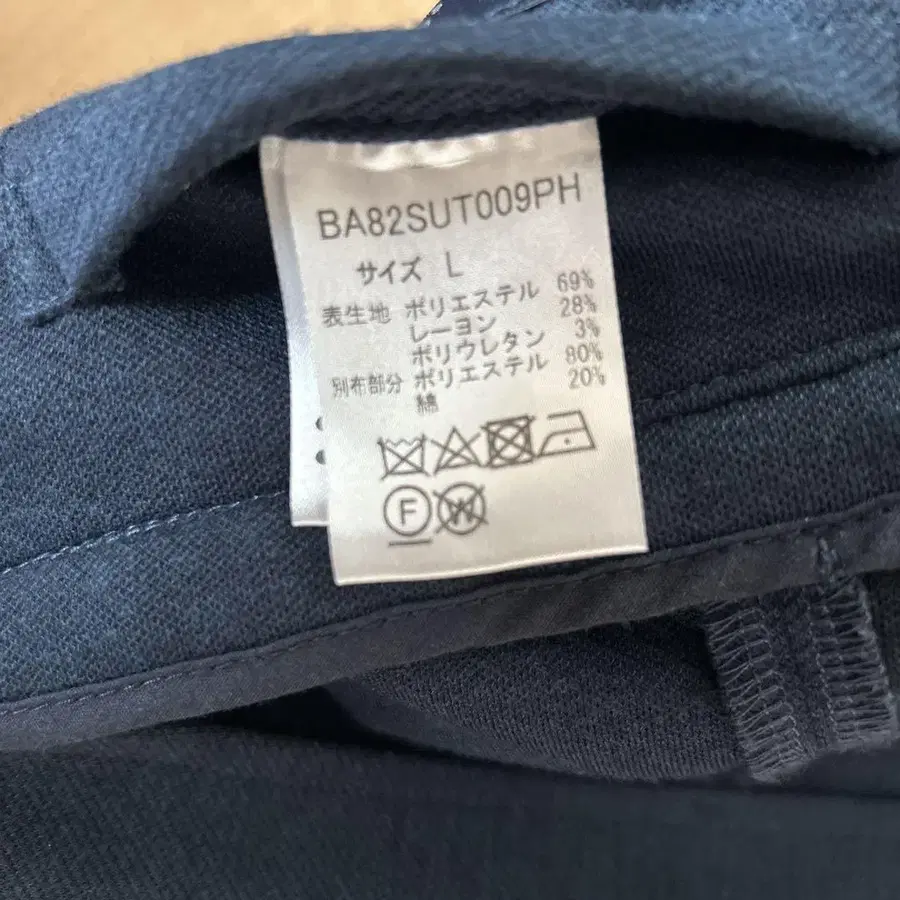 BA82SUT009PH
サイズ L
表生地 ポリエステル 69%
レーヨン 28%
ポリウレタン 3%
別布部分 ポリエステル 80%
綿 20%
F W